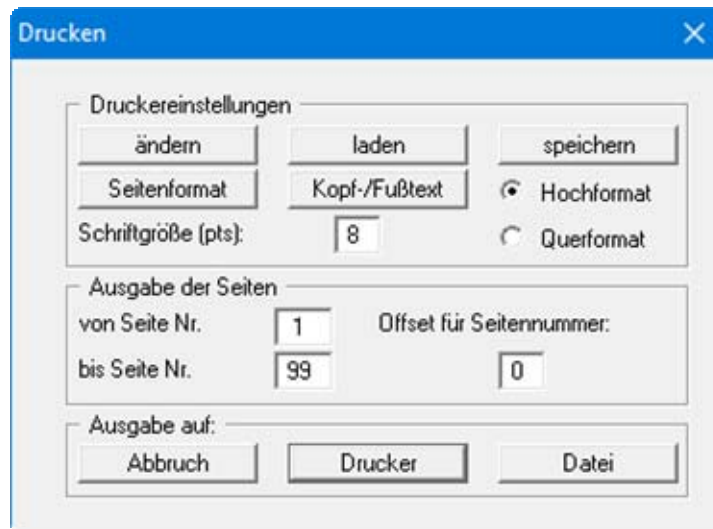 Drucken
Druckereinstellungen
ändern laden speichern
Seitenformat Kopf-/Fußtext Hochformat
Schriftgröße (pts): 8 Querformat
Ausgabe der Seiten
von Seite Nr. 1 Offset für Seitennummer:
bis Seite Nr. 99 0
Ausgabe auf:
Abbruch Drucker Datei